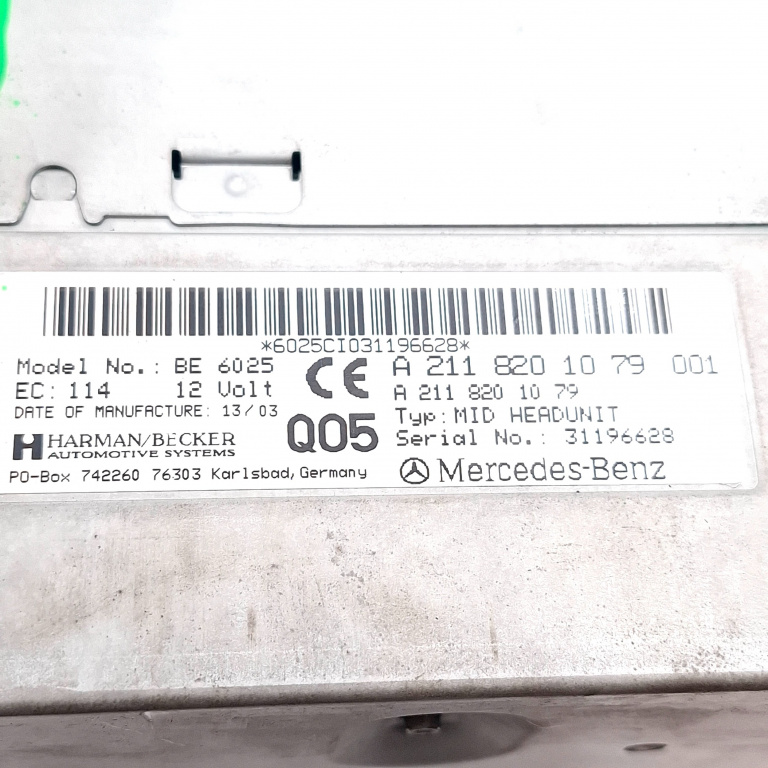 *6025CI031196628*
Model No.: BE 6025
EC: 114 12 Volt
DATE OF MANUFACTURE: 13/03
HARMAN/BECKER
AUTOMOTIVE SYSTEMS
PO-Box 742260 76303 Karlsbad, Germany
CE
Q05
A 211 820 10 79 001
A 211 820 10 79
Typ: MID HEADUNIT
Serial No.: 31196628
Mercedes-Benz